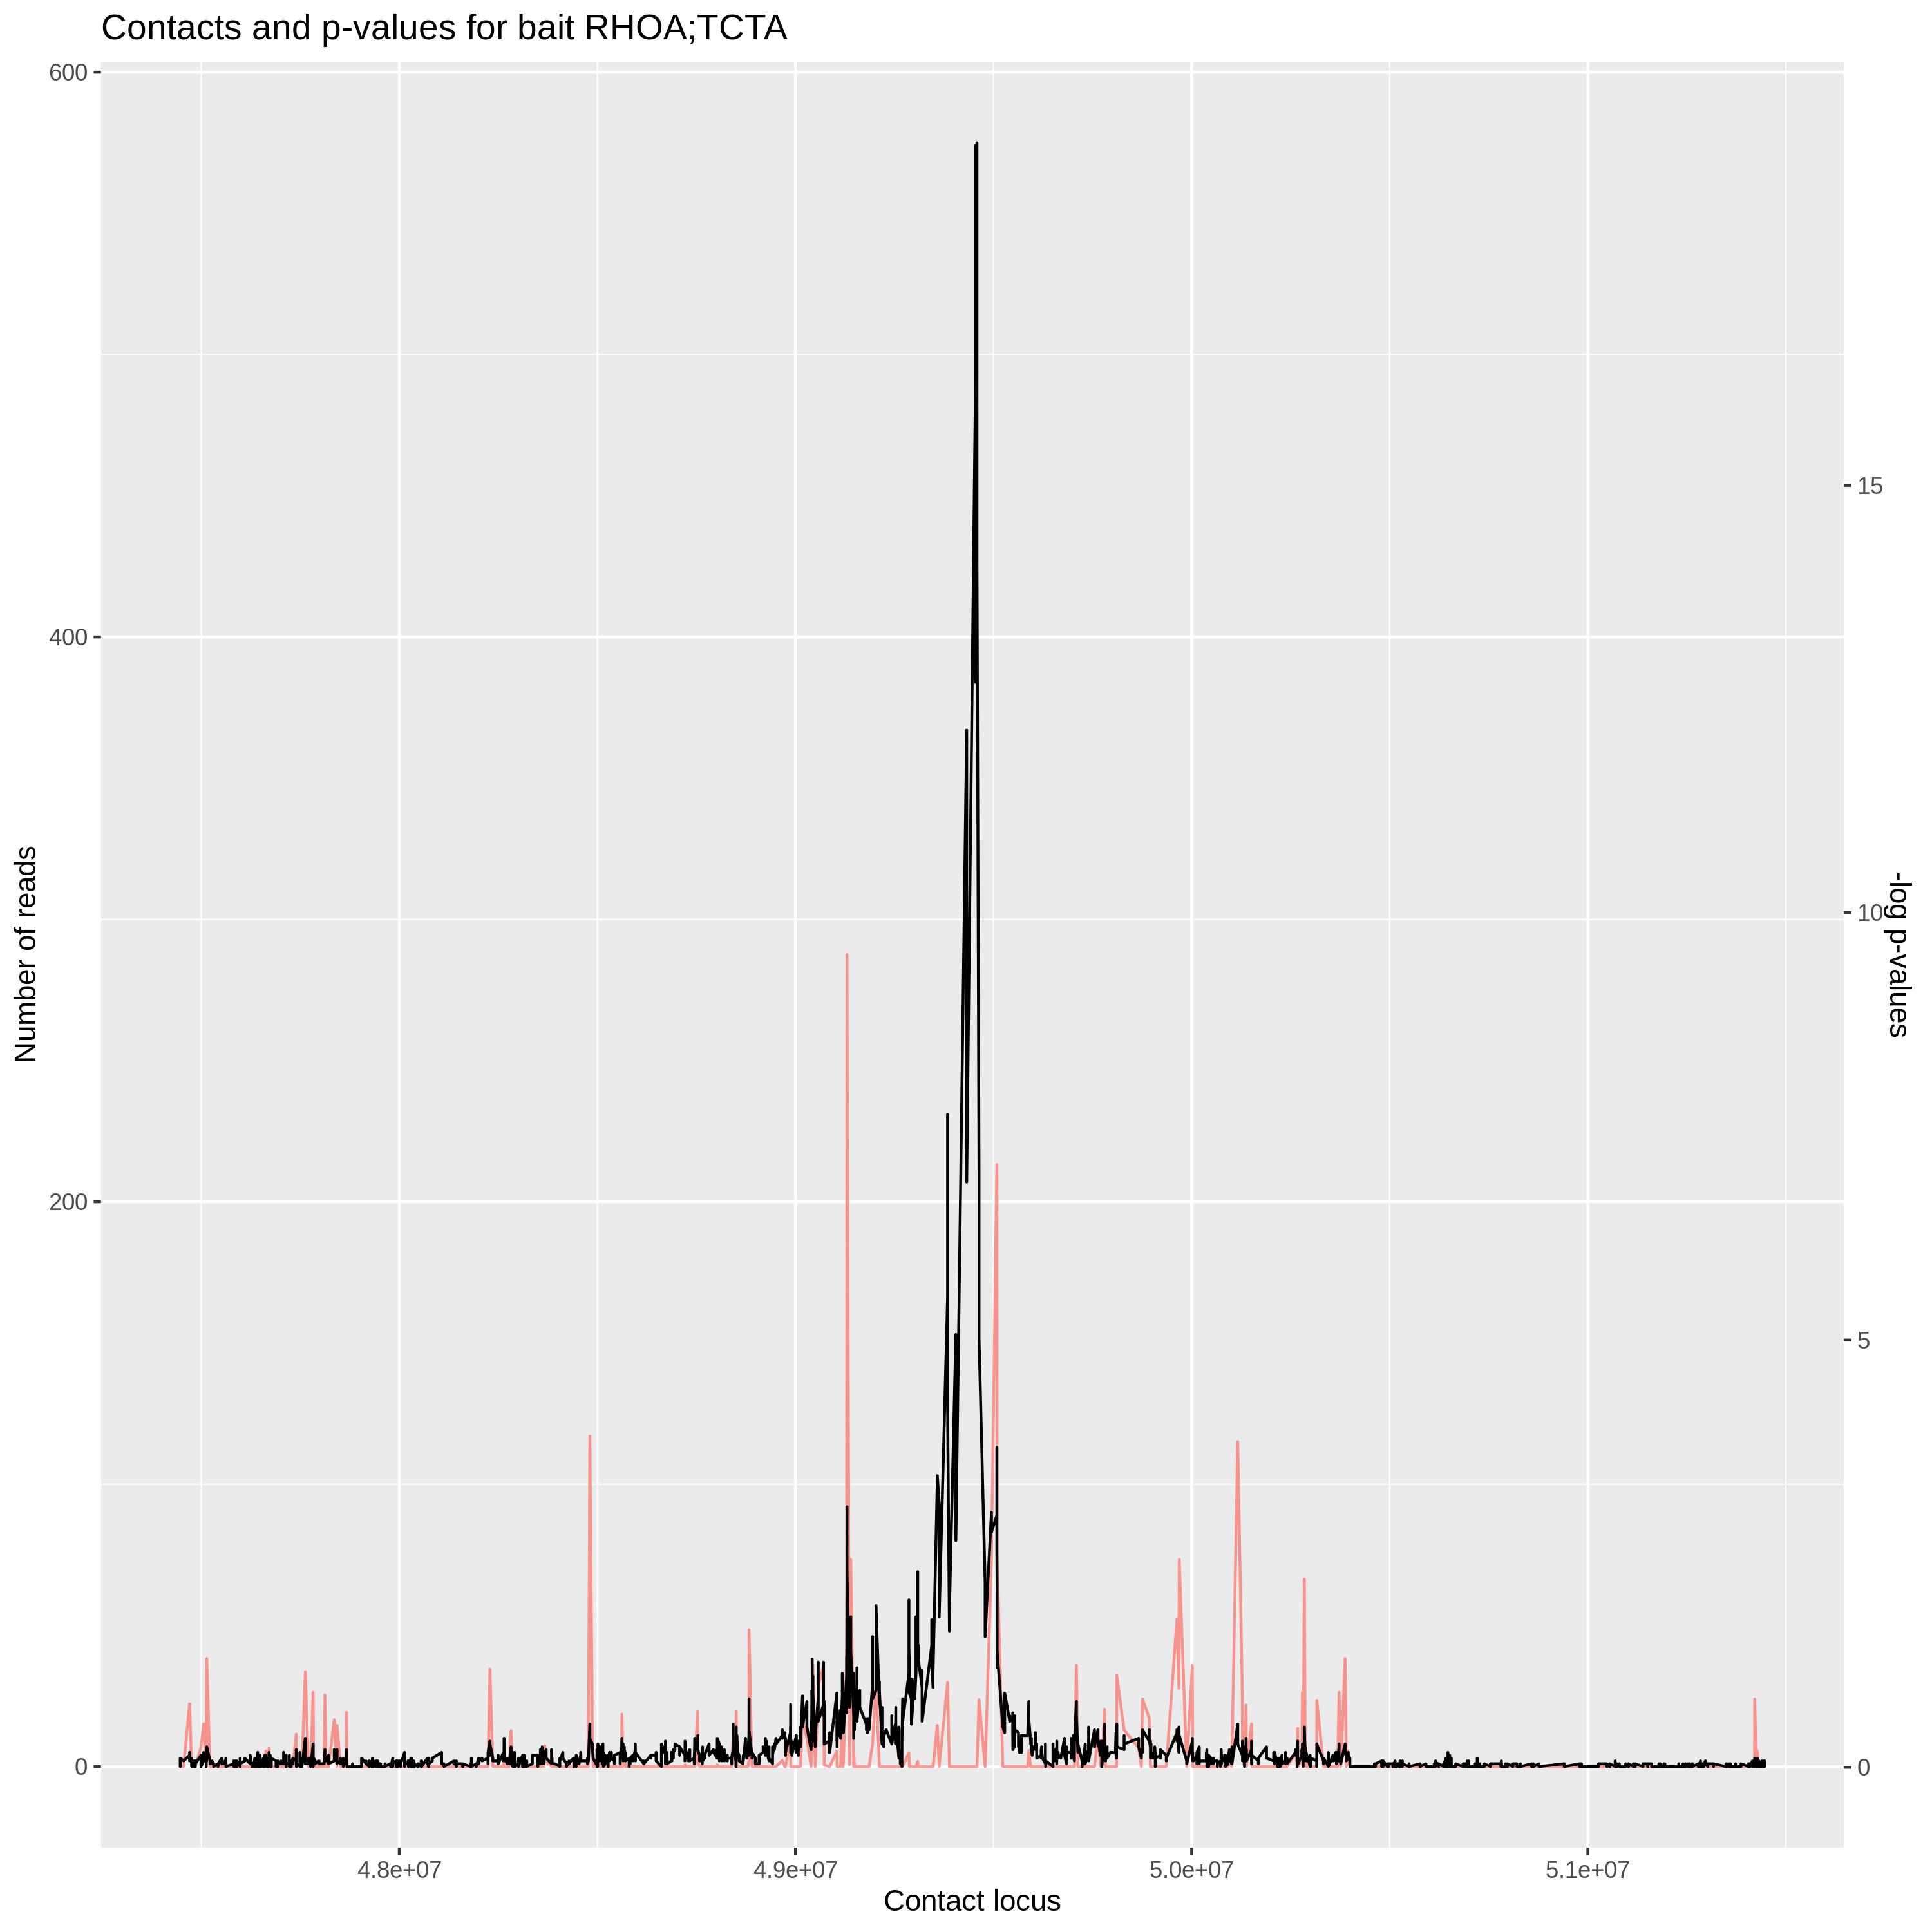 Contacts and p-values for bait RHOA;TCTA
600
400
200
0
Number of reads
15
10
5
0
-log p-values
4.8e+07
4.9e+07
5.0e+07
5.1e+07
Contact locus